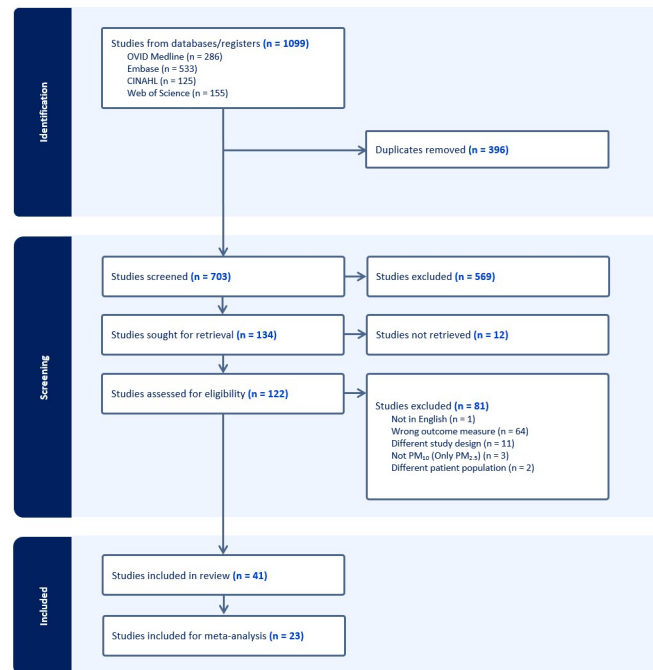 Identification
Studies from databases/registers (n = 1099)
OVID Medline (n = 286)
Embase (n = 533)
CINAHL (n = 125)
Web of Science (n = 155)
Duplicates removed (n = 396)
Screening
Studies screened (n = 703)
Studies excluded (n = 569)
Studies sought for retrieval (n = 134)
Studies not retrieved (n = 12)
Studies assessed for eligibility (n = 122)
Studies excluded (n = 81)
Not in English (n = 1)
Wrong outcome measure (n = 64)
Different study design (n = 11)
Not PM₁₀ (Only PM₂.₅) (n = 3)
Different patient population (n = 2)
Included
Studies included in review (n = 41)
Studies included for meta-analysis (n = 23)